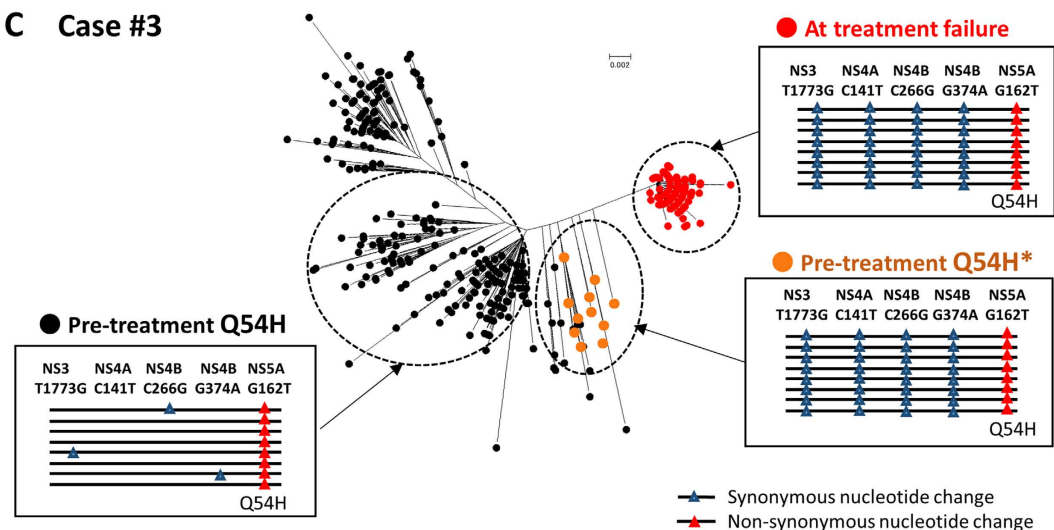 C Case #3
0.002
At treatment failure
NS3 NS4A NS4B NS4B NS5A
T1773G C141T C266G G374A G162T
Q54H
Pre-treatment Q54H*
NS3 NS4A NS4B NS4B NS5A
T1773G C141T C266G G374A G162T
Q54H
Pre-treatment Q54H
NS3 NS4A NS4B NS4B NS5A
T1773G C141T C266G G374A G162T
Q54H
Synonymous nucleotide change
Non-synonymous nucleotide change